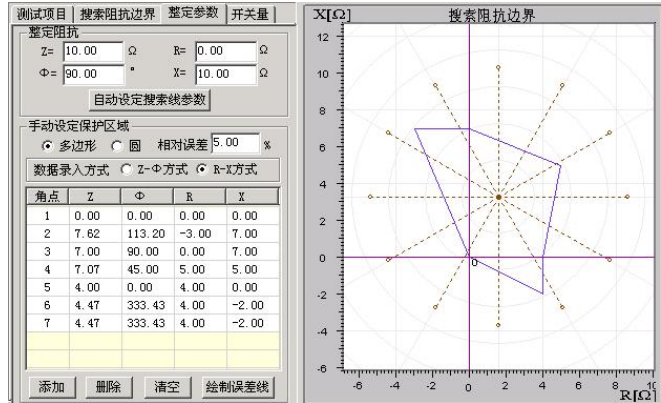 测试项目 搜索阻抗边界 整定参数 开关量
整定阻抗
Z= 10.00 Ω R= 0.00 Ω
Φ= 90.00 ° X= 10.00 Ω
自动设定搜索线参数
手动设定保护区域
多边形 圆 相对误差 5.00 %
数据录入方式 Z-Φ方式 R-X方式
角点 Z Φ R X
1 0.00 0.00 0.00 0.00
2 7.62 113.20 -3.00 7.00
3 7.00 90.00 0.00 7.00
4 7.07 45.00 5.00 5.00
5 4.00 0.00 4.00 0.00
6 4.47 333.43 4.00 -2.00
7 4.47 333.43 4.00 -2.00
添加 删除 清空 绘制误差线
X[Ω] 搜索阻抗边界
12
10
8
6
4
2
0
0
-2
-4
-6
-6 -4 -2 0 2 4 6 8 10
R[Ω]